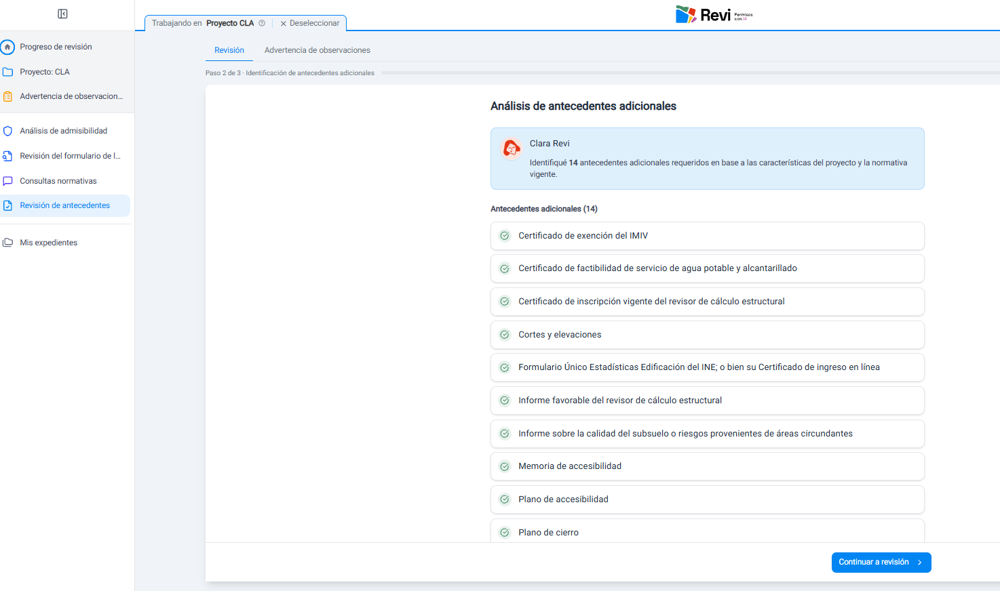 Trabajando en Proyecto CLA
Deseleccionar
Revi Permisos con IA
Progreso de revisión
Proyecto: CLA
Advertencia de observacion...
Análisis de admisibilidad
Revisión del formulario de l...
Consultas normativas
Revisión de antecedentes
Mis expedientes
Revisión
Advertencia de observaciones
Paso 2 de 3 · Identificación de antecedentes adicionales
Análisis de antecedentes adicionales
Clara Revi
Identifiqué 14 antecedentes adicionales requeridos en base a las características del proyecto y la normativa
vigente.
Antecedentes adicionales (14)
Certificado de exención del IMIV
Certificado de factibilidad de servicio de agua potable y alcantarillado
Certificado de inscripción vigente del revisor de cálculo estructural
Cortes y elevaciones
Formulario Único Estadísticas Edificación del INE; o bien su Certificado de ingreso en línea
Informe favorable del revisor de cálculo estructural
Informe sobre la calidad del subsuelo o riesgos provenientes de áreas circundantes
Memoria de accesibilidad
Plano de accesibilidad
Plano de cierro
Continuar a revisión